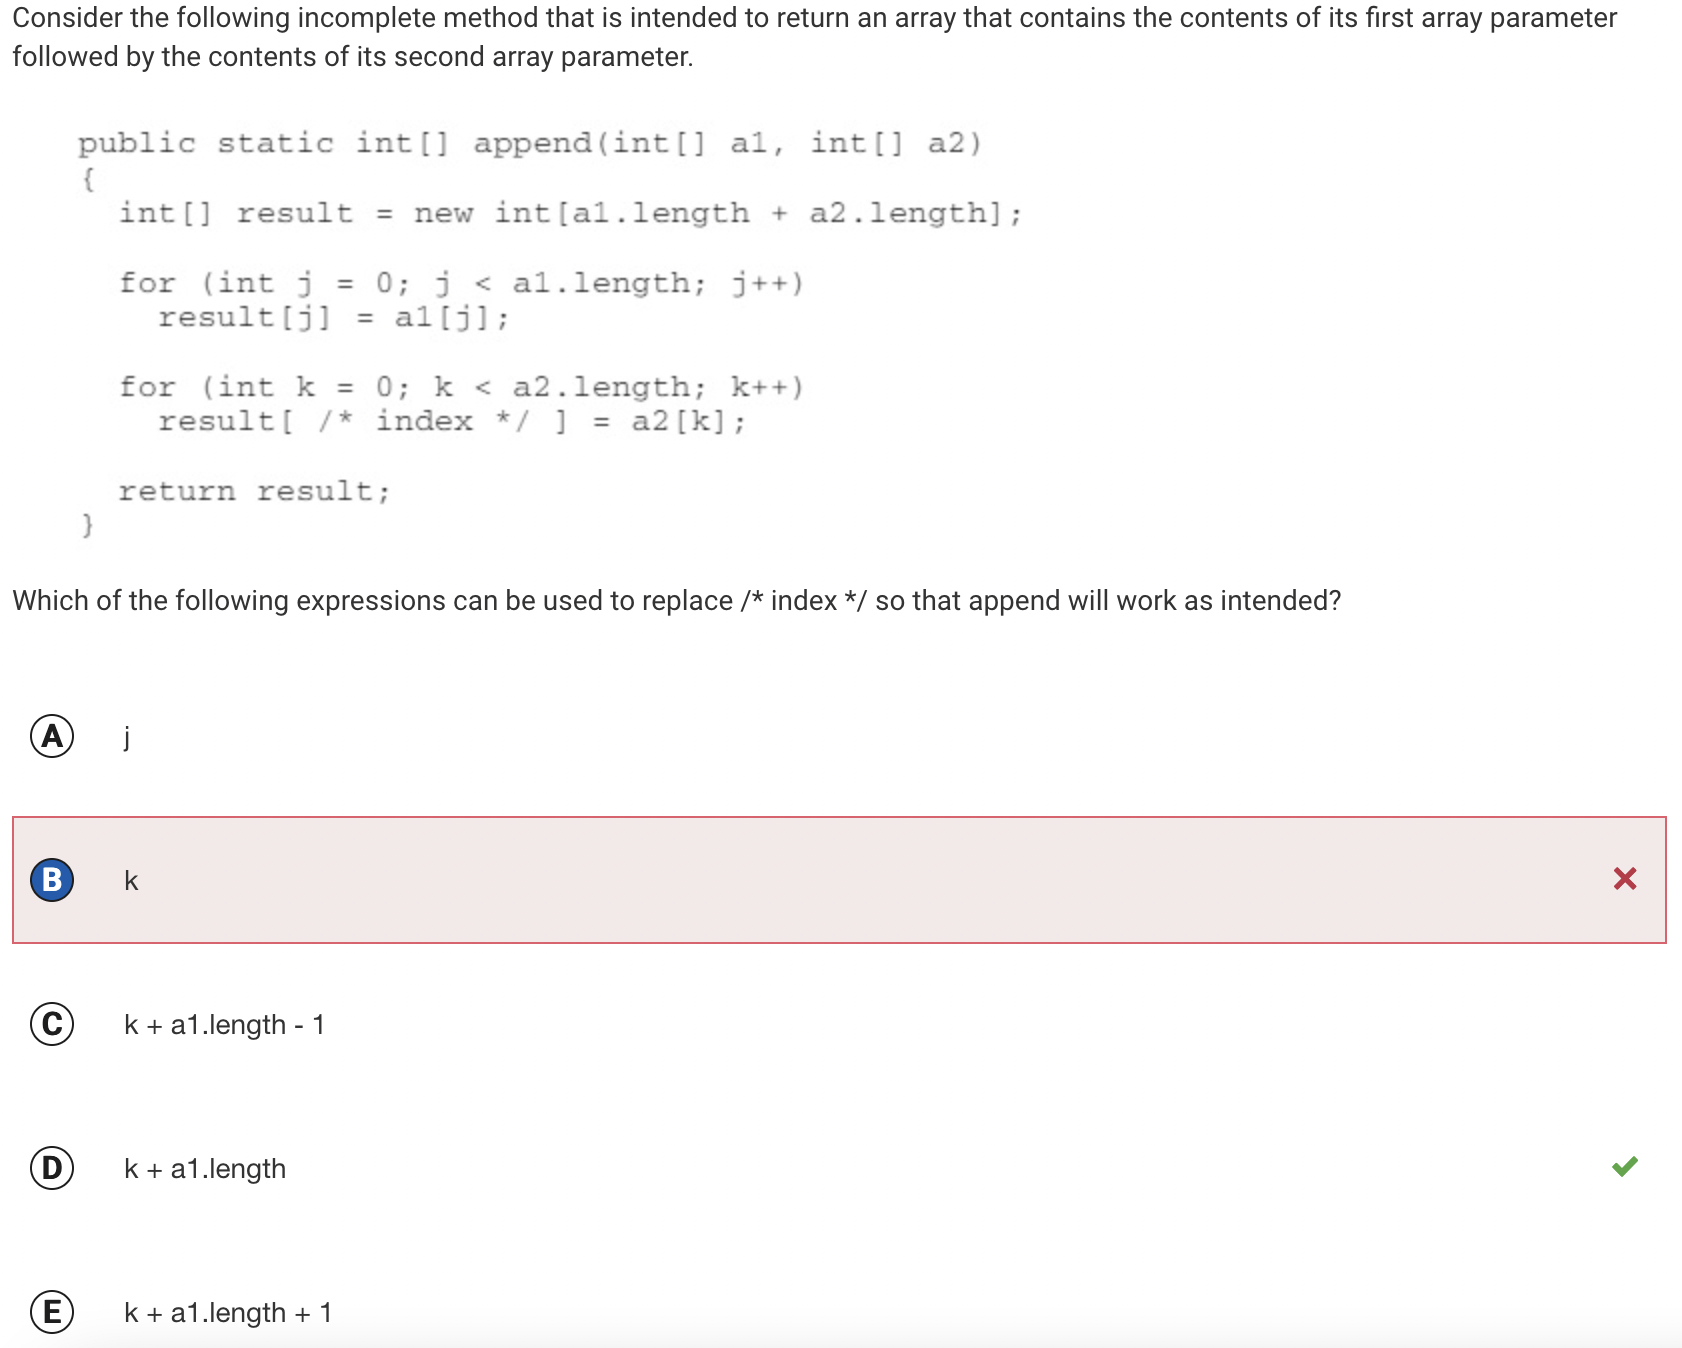 Consider the following incomplete method that is intended to return an array that contains the contents of its first array parameter
followed by the contents of its second array parameter.
public static int[] append(int[] a1, int[] a2)
{
int[] result = new int[a1.length + a2.length];
for (int j = 0; j < a1.length; j++)
result[j] = a1[j];
for (int k = 0; k < a2.length; k++)
result[ /* index */ ] = a2[k];
return result;
}
Which of the following expressions can be used to replace /* index */ so that append will work as intended?
A j
B k
C k + a1.length - 1
D k + a1.length
E k + a1.length + 1